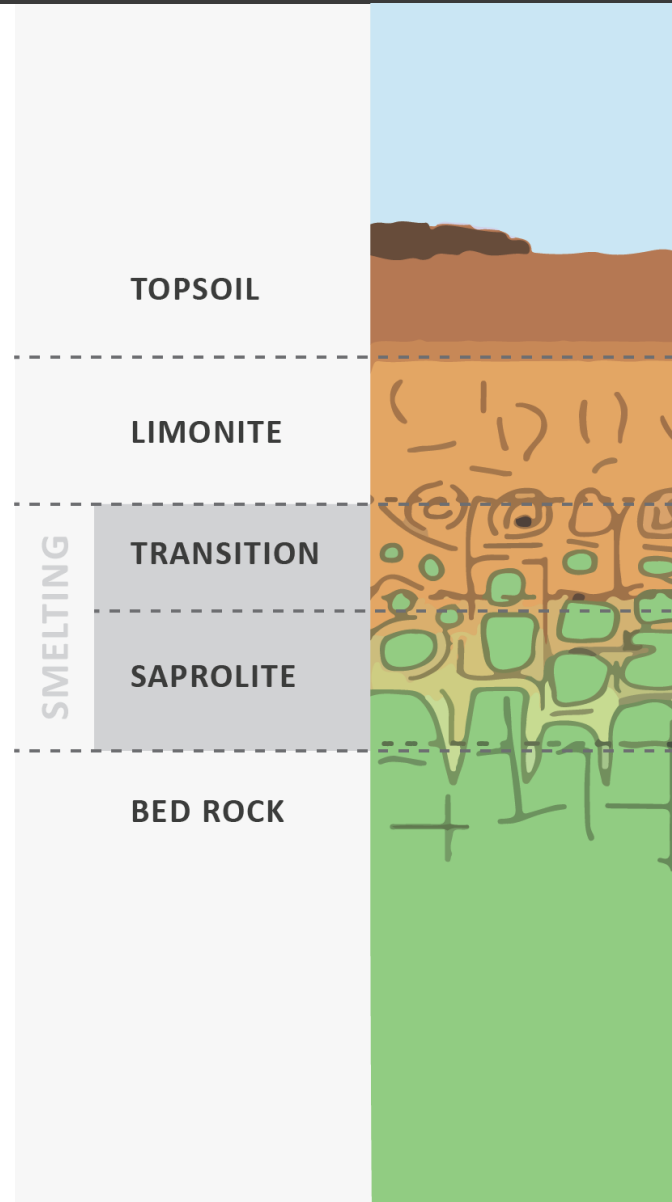 TOPSOIL
LIMONITE
SMELTING
TRANSITION
SAPROLITE
BED ROCK